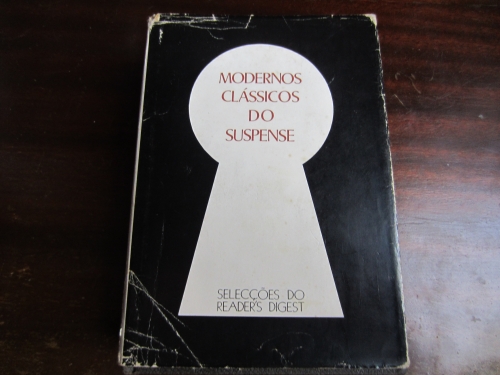 MODERNOS
CLÁSSICOS
DO
SUSPENSE
SELECÇÕES DO
READER'S DIGEST